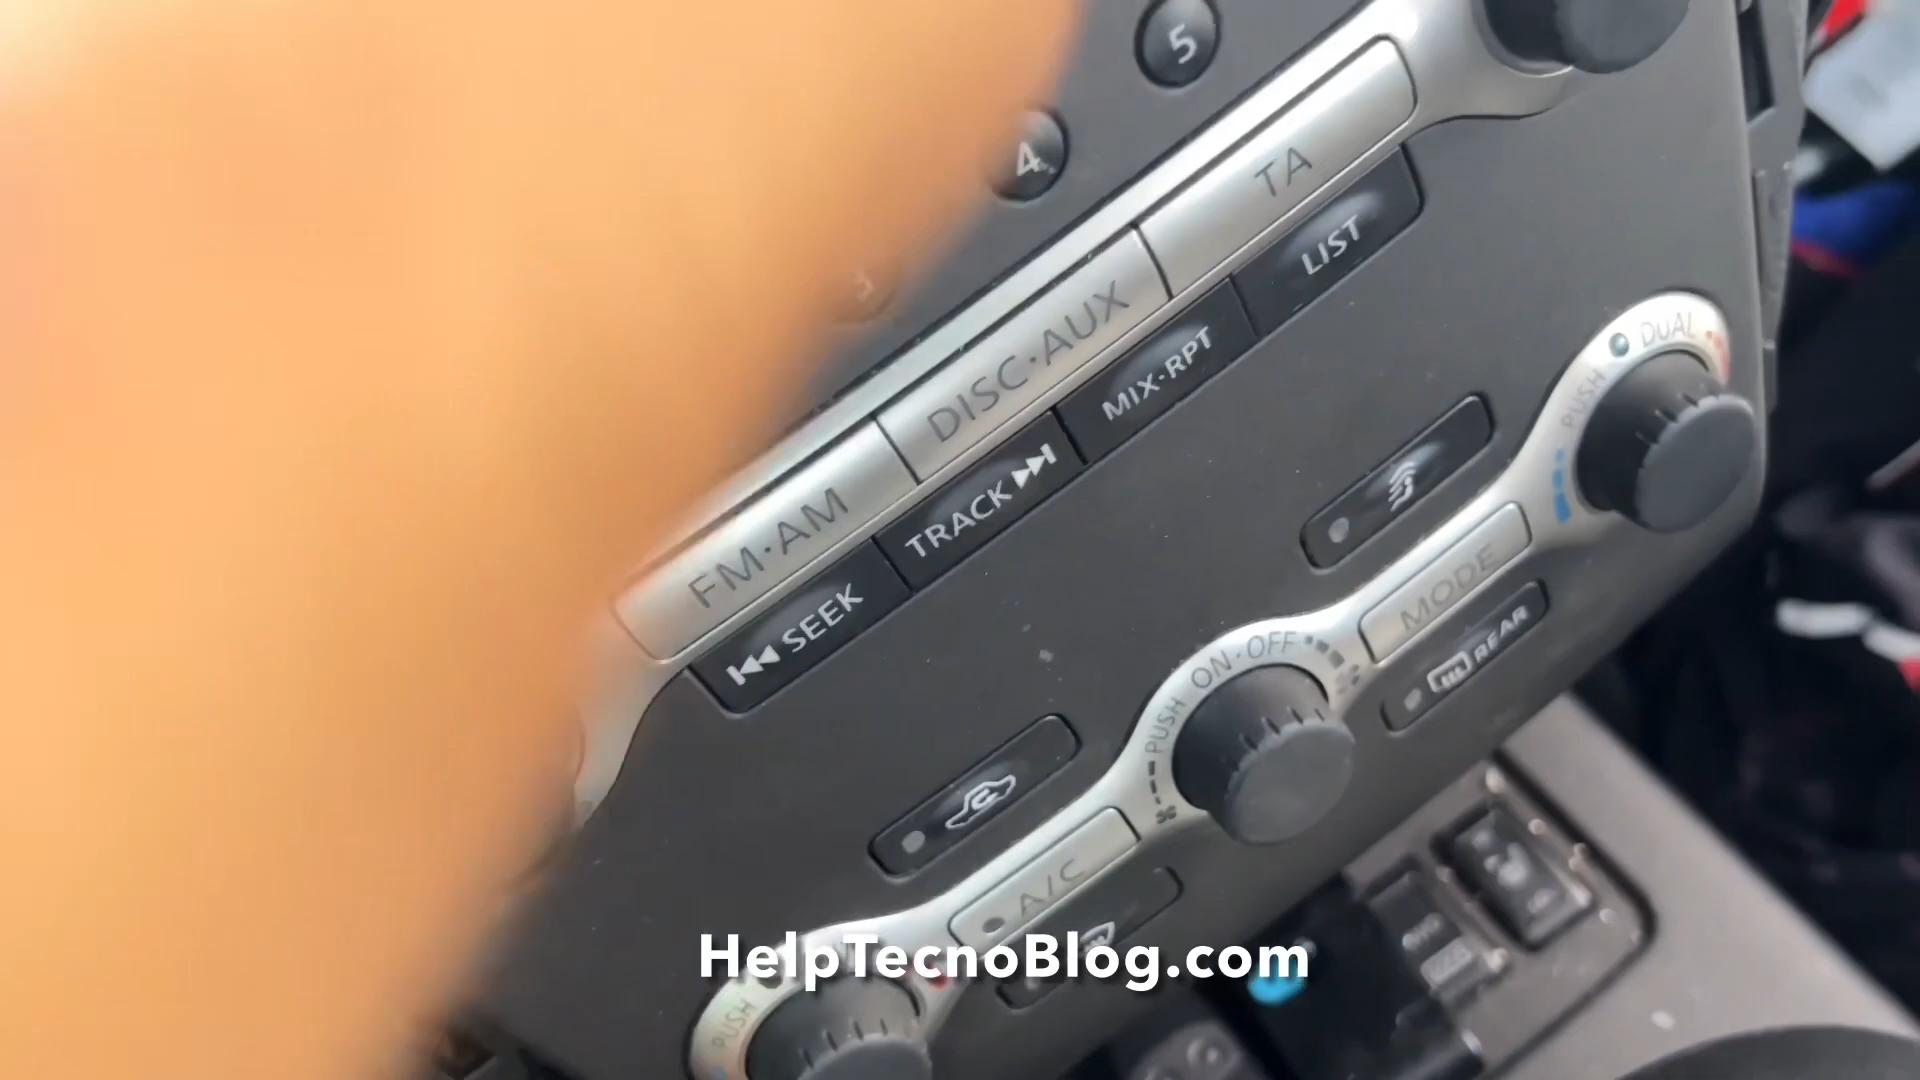 5
4
TA
LIST
DISC·AUX
MIX·RPT
FM·AM
TRACK
SEEK
DUAL
PUSH
MODE
REAR
PUSH ON·OFF
A/C
PUSH
HelpTecnoBlog.com